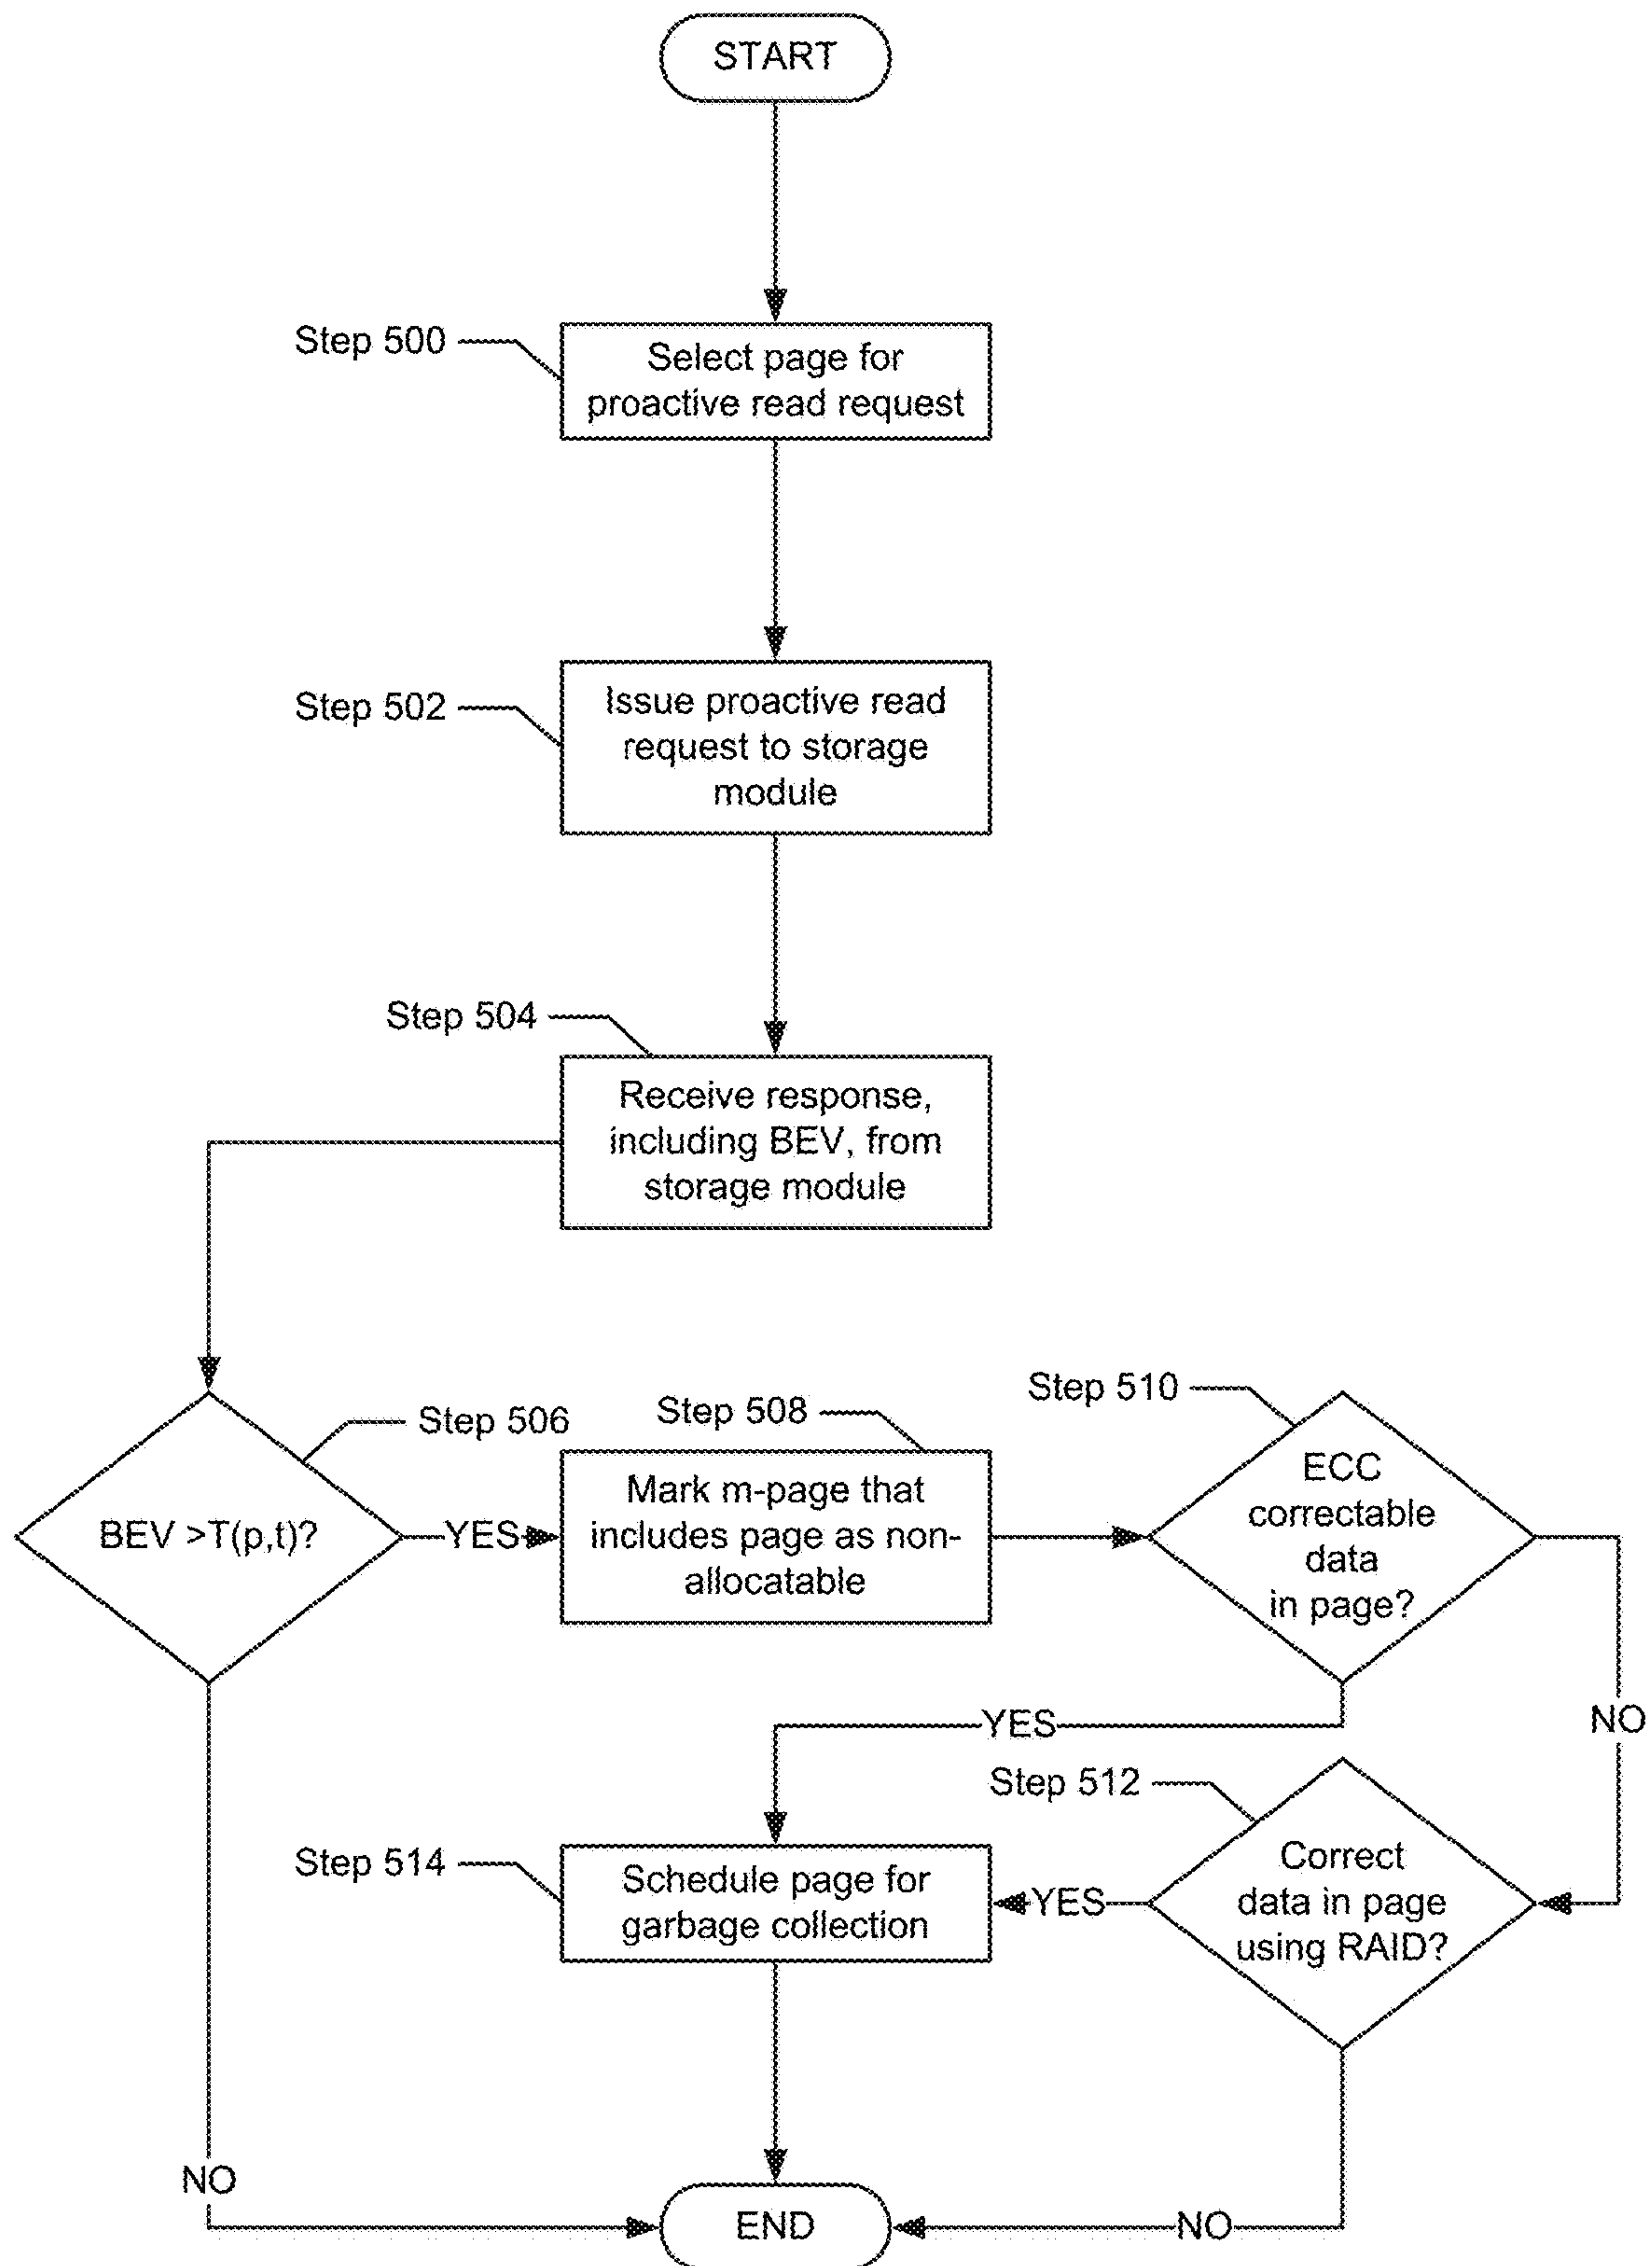 START
Step 500
Select page for
proactive read request
Step 502
Issue proactive read
request to storage
module
Step 504
Receive response,
including BEV, from
storage module
Step 506
BEV >T(p,t)?
YES
Step 508
Mark m-page that
includes page as non-
allocatable
Step 510
ECC
correctable
data
in page?
YES
NO
Step 512
Correct
data in page
using RAID?
YES
Step 514
Schedule page for
garbage collection
NO
END
NO